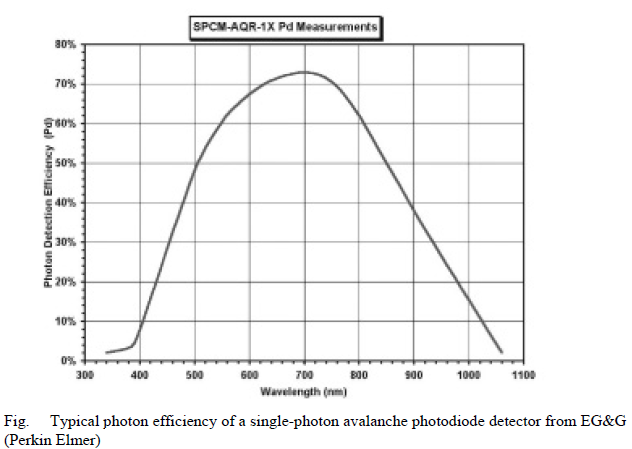 SPCM-AQR-1X Pd Measurements
80%
70%
60%
50%
40%
30%
20%
10%
0%
Photon Detection Efficiency (Pd)
300 400 500 600 700 800 900 1000 1100
Wavelength (nm)
Fig. Typical photon efficiency of a single-photon avalanche photodiode detector from EG&G
(Perkin Elmer)